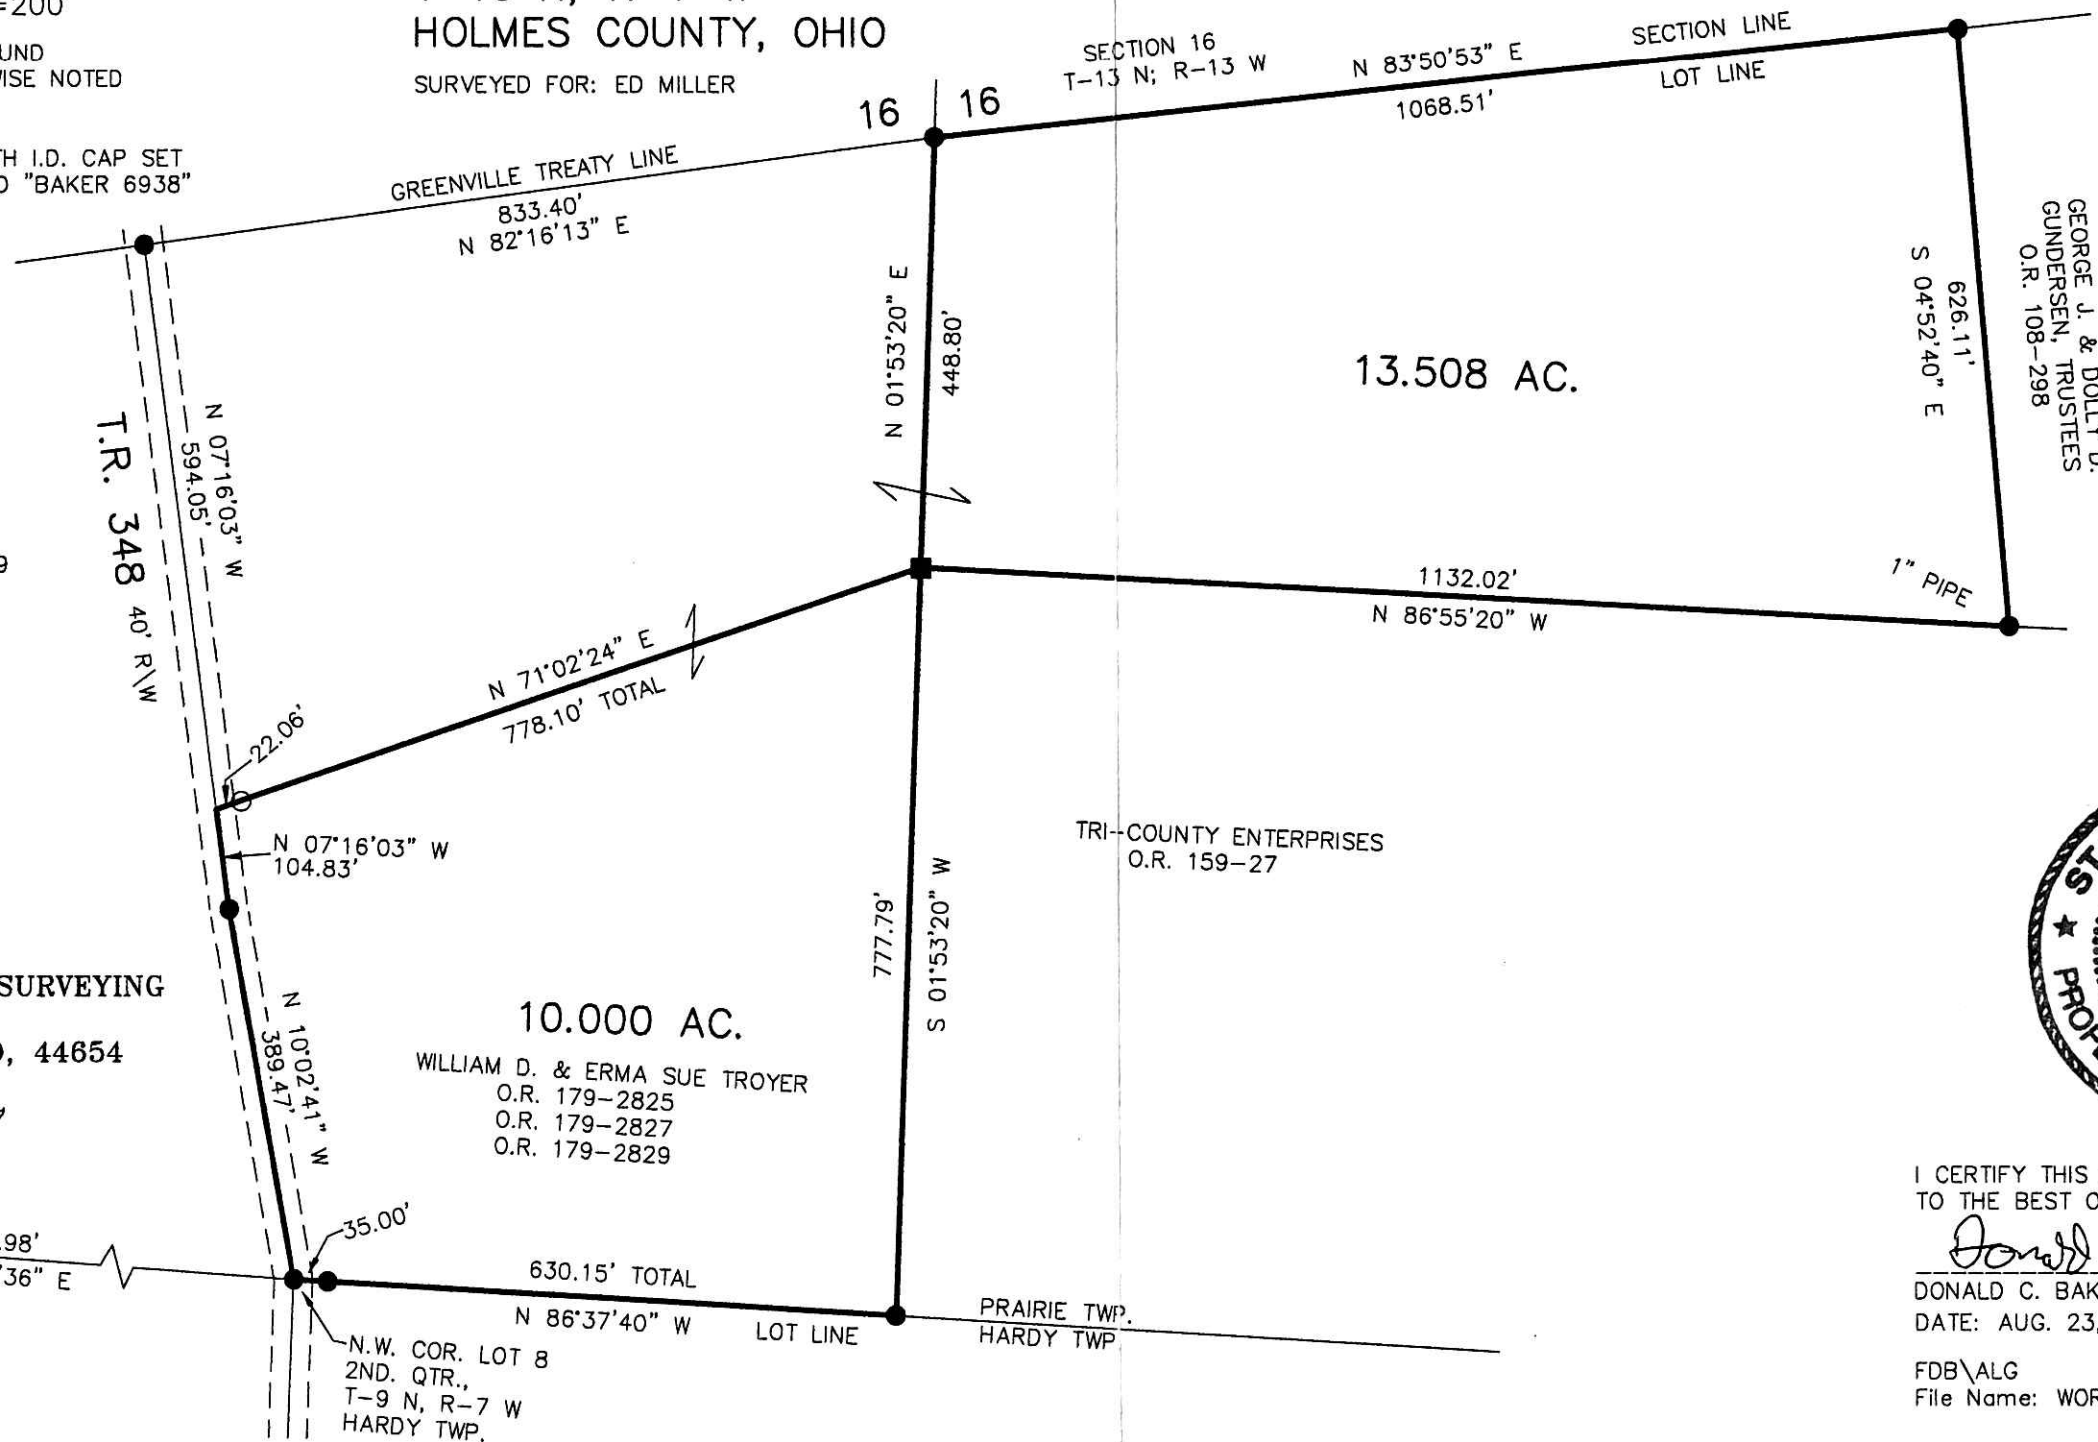 =200
HOLMES COUNTY, OHIO
SURVEYED FOR: ED MILLER
UND
WISE NOTED
TH I.D. CAP SET
D "BAKER 6938"
16
16
SECTION 16
T-13 N; R-13 W
N 83°50'53" E
1068.51'
SECTION LINE
LOT LINE
GREENVILLE TREATY LINE
833.40'
N 82°16'13" E
N 01°53'20" E
448.80'
13.508 AC.
626.11'
S 04°52'40" E
GEORGE J. & DOLLY D.
GUNDERSEN, TRUSTEES
O.R. 108-298
N 07°16'03" W
594.05'
T.R. 348 40' R\W
9
1132.02'
N 86°55'20" W
1" PIPE
N 71°02'24" E
778.10' TOTAL
22.06'
N 07°16'03" W
104.83'
TRI-COUNTY ENTERPRISES
O.R. 159-27
777.79'
S 01°53'20" W
SURVEYING
, 44654
N 10°02'41" W
389.47'
10.000 AC.
WILLIAM D. & ERMA SUE TROYER
O.R. 179-2825
O.R. 179-2827
O.R. 179-2829
35.00'
.98'
'36" E
630.15' TOTAL
N 86°37'40" W
LOT LINE
PRAIRIE TWP.
HARDY TWP
N.W. COR. LOT 8
2ND. QTR.,
T-9 N, R-7 W
HARDY TWP.
ST
PROFE
I CERTIFY THIS
TO THE BEST O
Donald
DONALD C. BAK
DATE: AUG. 23,
FDB\ALG
File Name: WOR